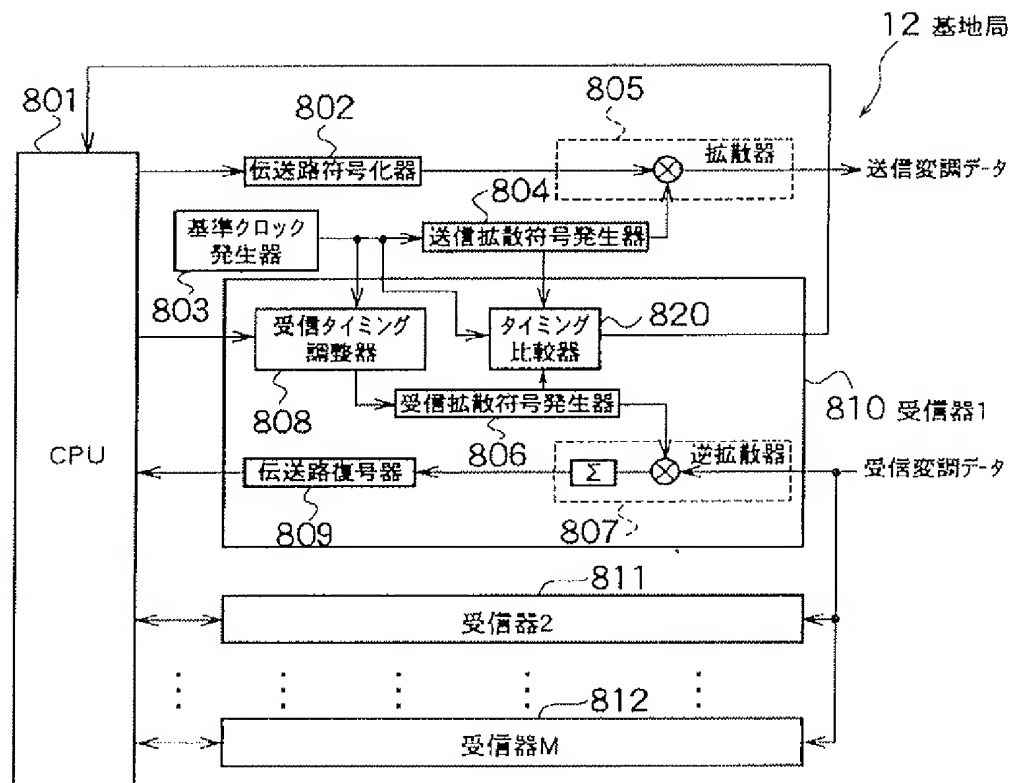 12 基地局
801
802
805
伝送路符号化器
拡散器
送信変調データ
804
基準クロック
発生器
送信拡散符号発生器
803
受信タイミング
調整器
タイミング
比較器
820
808
受信拡散符号発生器
810 受信器1
CPU
806
逆拡散器
伝送路復号器
Σ
受信変調データ
809
807
811
受信器2
812
受信器M